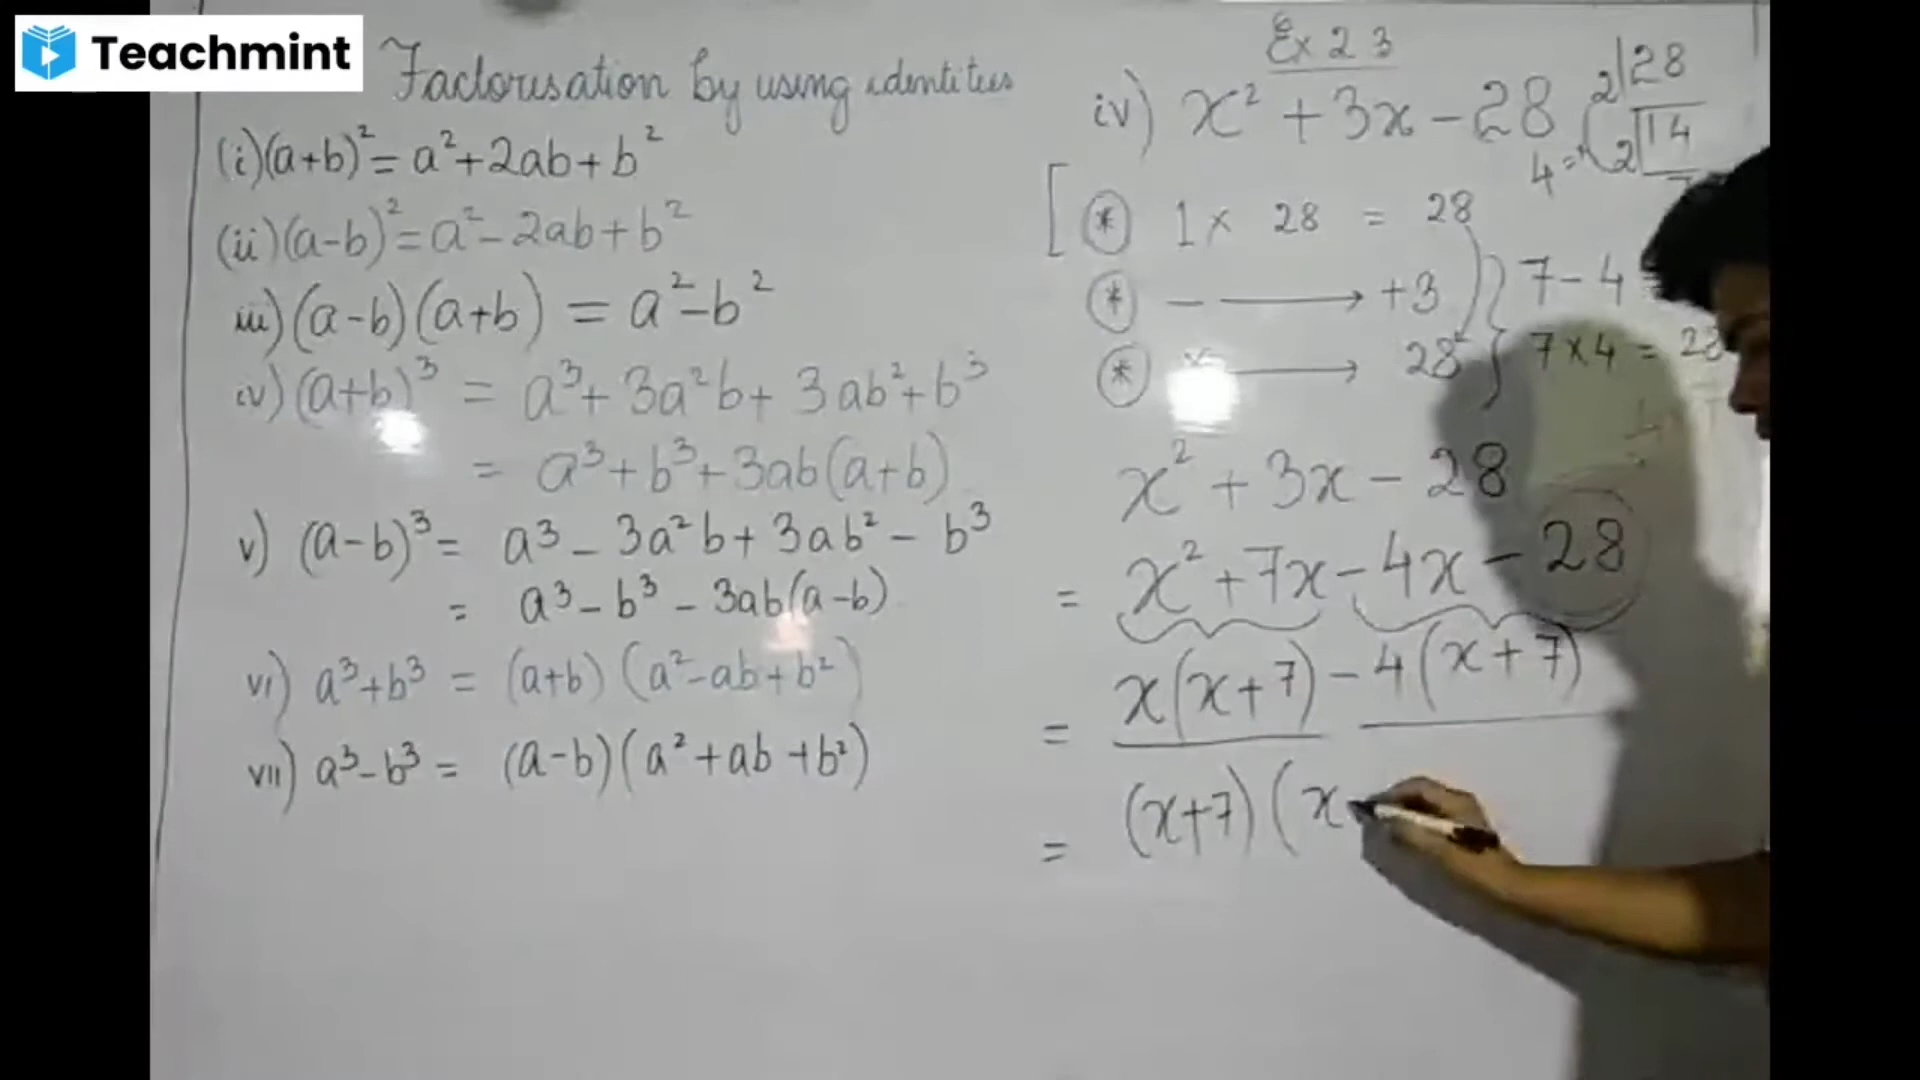 Teachmint
Factorisation by using identities
(i) (a+b)² = a²+2ab+b²
(ii) (a-b)² = a²-2ab+b²
iii) (a-b)(a+b) = a²-b²
iv) (a+b)³ = a³+3a²b+3ab²+b³
= a³+b³+3ab(a+b)
v) (a-b)³ = a³-3a²b+3ab²-b³
= a³-b³-3ab(a-b)
vi) a³+b³ = (a+b)(a²-ab+b²)
vii) a³-b³ = (a-b)(a²+ab+b²)
Ex 2 3
iv) x²+3x-28
2|28
2|14
7
4=
* 1 x 28 = 28
* - → +3
* x → 28
7-4
7x4 = 28
x²+3x-28
= x²+7x-4x-28
= x(x+7)-4(x+7)
= (x+7)(x